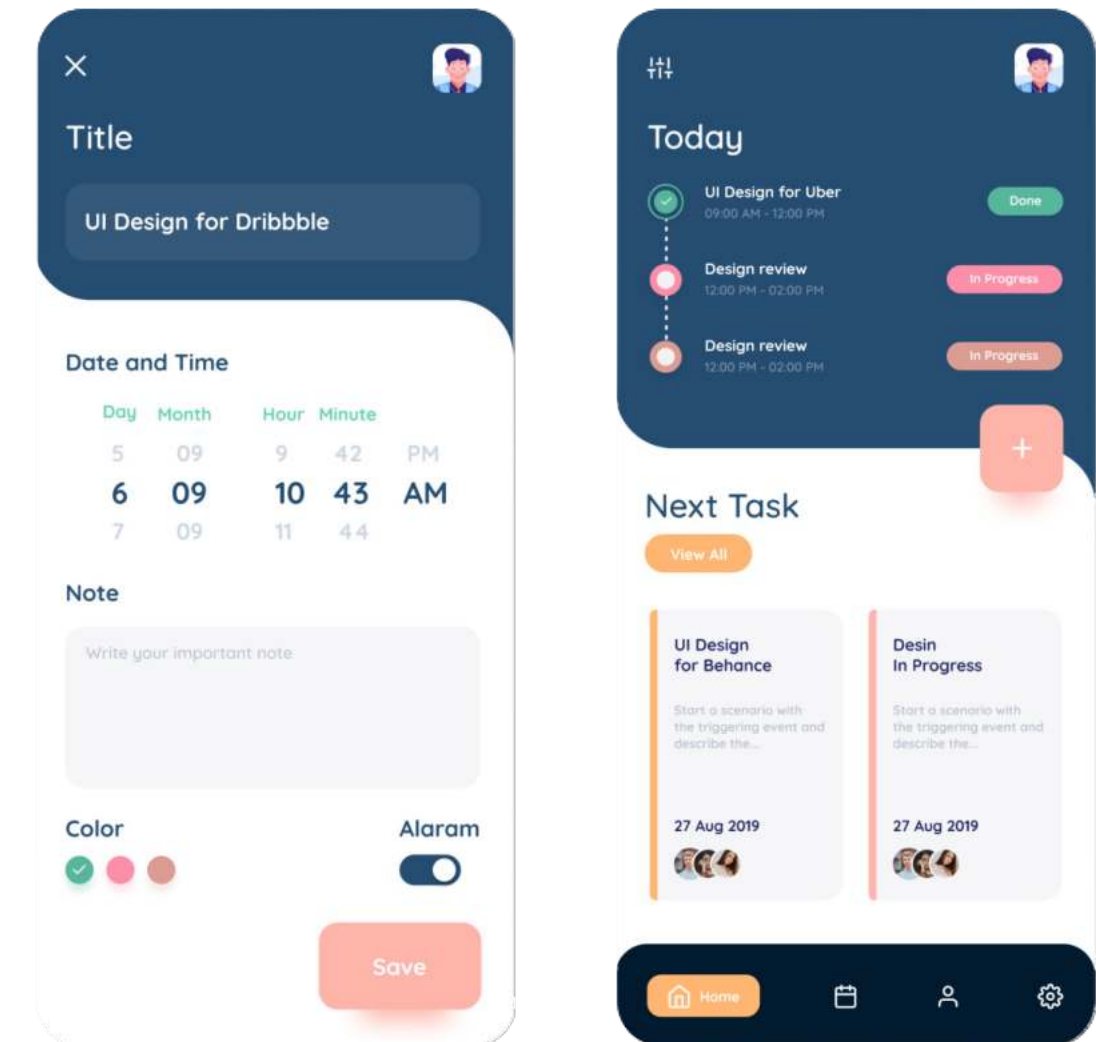 Title
UI Design for Dribbble
Date and Time
Day Month Hour Minute
5 09 9 42 PM
6 09 10 43 AM
7 09 11 44
Note
Write your important note
Color Alaram
Save
Today
UI Design for Uber
09:00 AM - 12:00 PM
Done
Design review
12:00 PM - 02:00 PM
In Progress
Design review
12:00 PM - 02:00 PM
In Progress
+
Next Task
View All
UI Design
for Behance
Start a scenario with
the triggering event and
describe the...
27 Aug 2019
Desin
In Progress
Start a scenario with
the triggering event and
describe the...
27 Aug 2019
Home